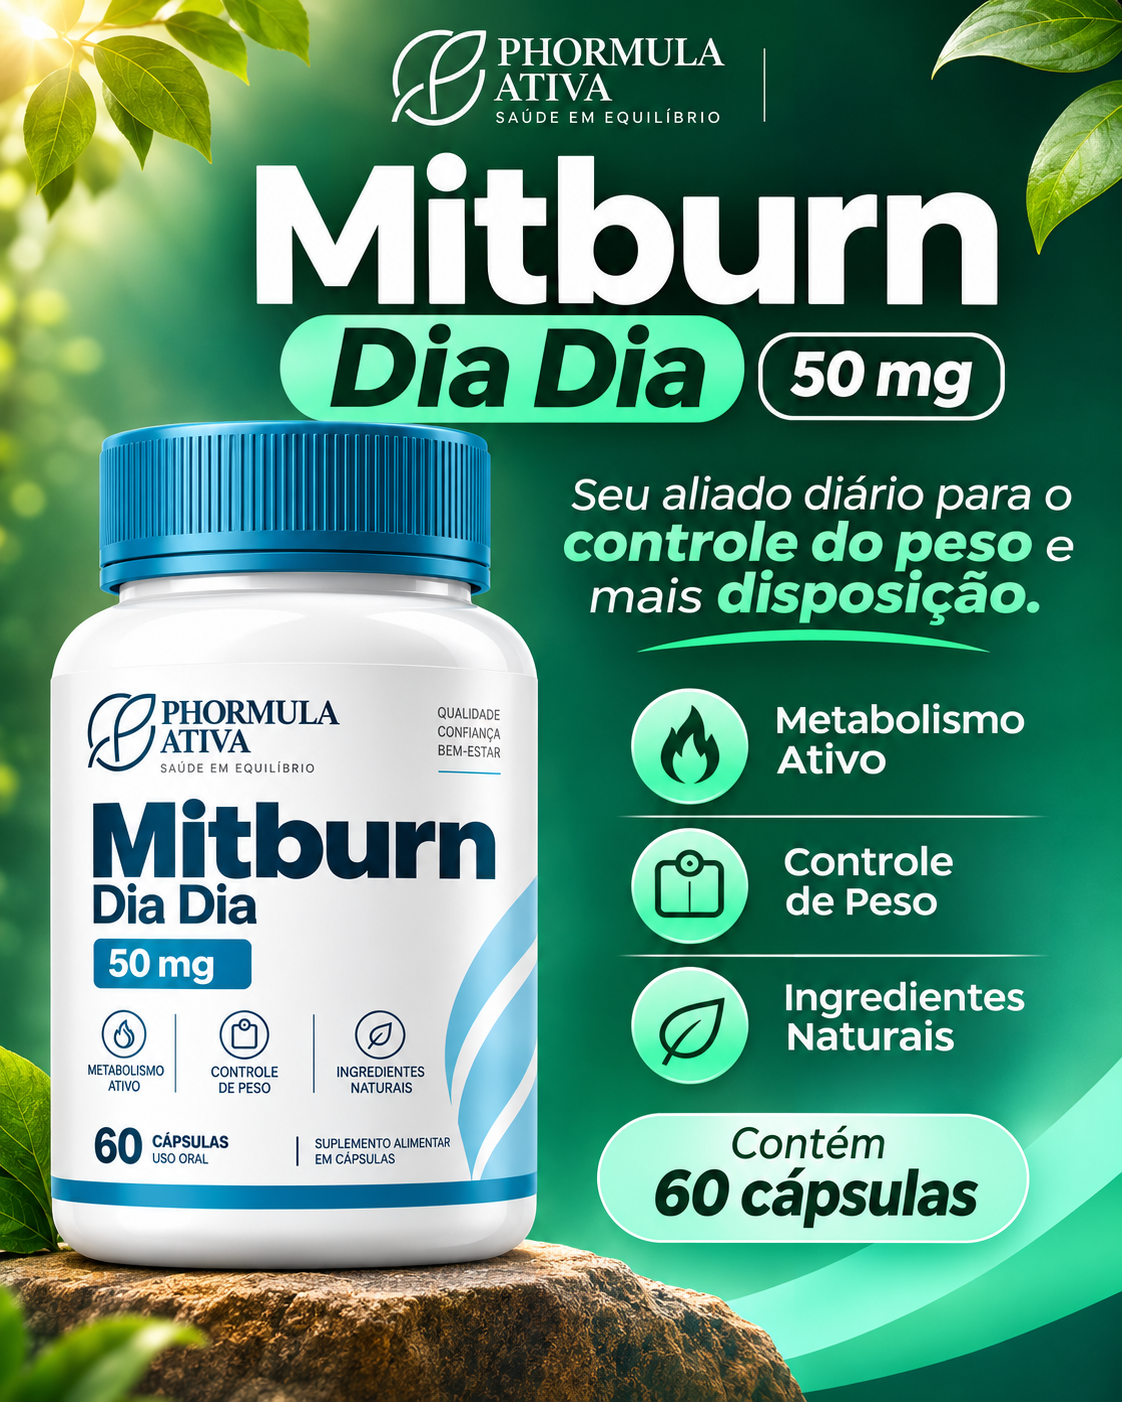 PHORMULA
ATIVA
SAÚDE EM EQUILÍBRIO
Mitburn
Dia Dia
50 mg
Seu aliado diário para o
controle do peso e
mais disposição.
Metabolismo
Ativo
Controle
de Peso
Ingredientes
Naturais
Contém
60 cápsulas
PHORMULA
ATIVA
SAÚDE EM EQUILÍBRIO
QUALIDADE
CONFIANÇA
BEM-ESTAR
Mitburn
Dia Dia
50 mg
METABOLISMO
ATIVO
CONTROLE
DE PESO
INGREDIENTES
NATURAIS
60 CÁPSULAS
USO ORAL
SUPLEMENTO ALIMENTAR
EM CÁPSULAS